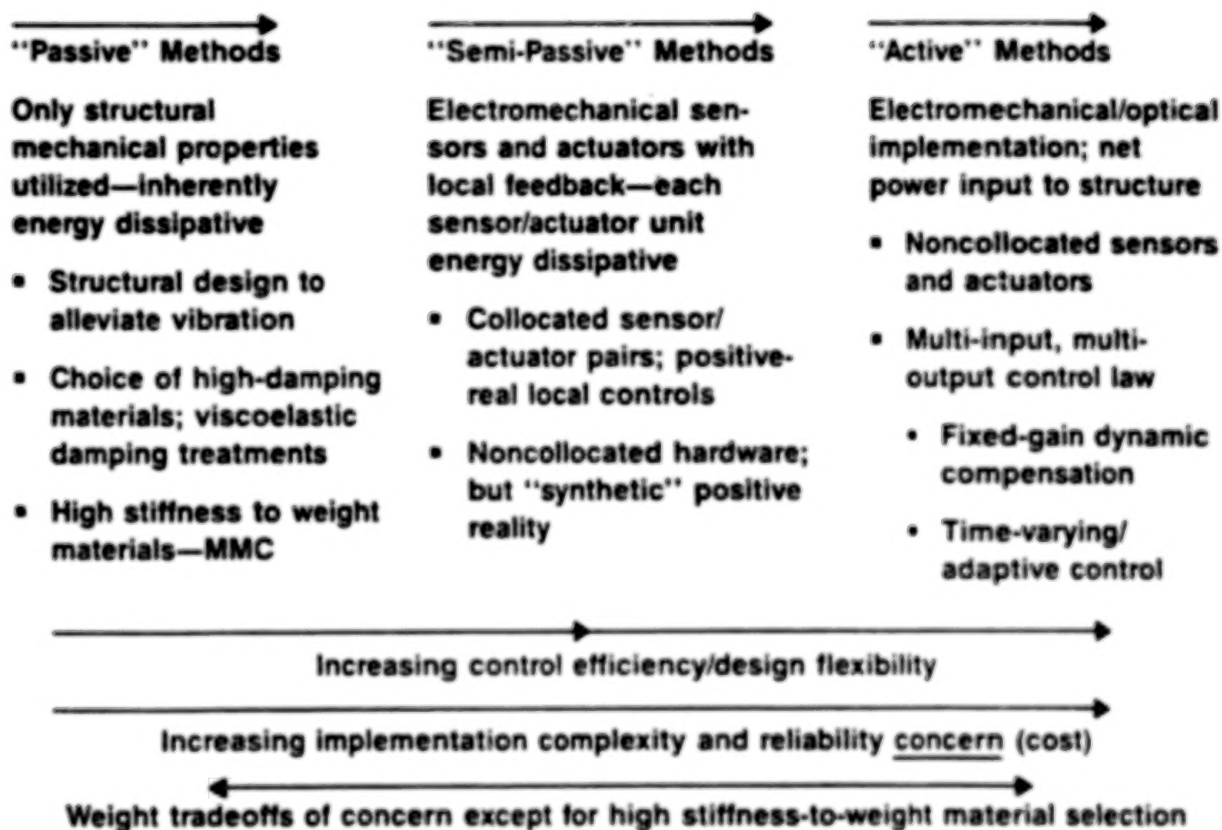 “Passive” Methods
Only structural
mechanical properties
utilized—inherently
energy dissipative
▪ Structural design to
alleviate vibration
▪ Choice of high-damping
materials; viscoelastic
damping treatments
▪ High stiffness to weight
materials—MMC
“Semi-Passive” Methods
Electromechanical sen-
sors and actuators with
local feedback—each
sensor/actuator unit
energy dissipative
▪ Collocated sensor/
actuator pairs; positive-
real local controls
▪ Noncollocated hardware;
but “synthetic” positive
reality
“Active” Methods
Electromechanical/optical
implementation; net
power input to structure
▪ Noncollocated sensors
and actuators
▪ Multi-input, multi-
output control law
• Fixed-gain dynamic
compensation
• Time-varying/
adaptive control
Increasing control efficiency/design flexibility
Increasing implementation complexity and reliability concern (cost)
Weight tradeoffs of concern except for high stiffness-to-weight material selection